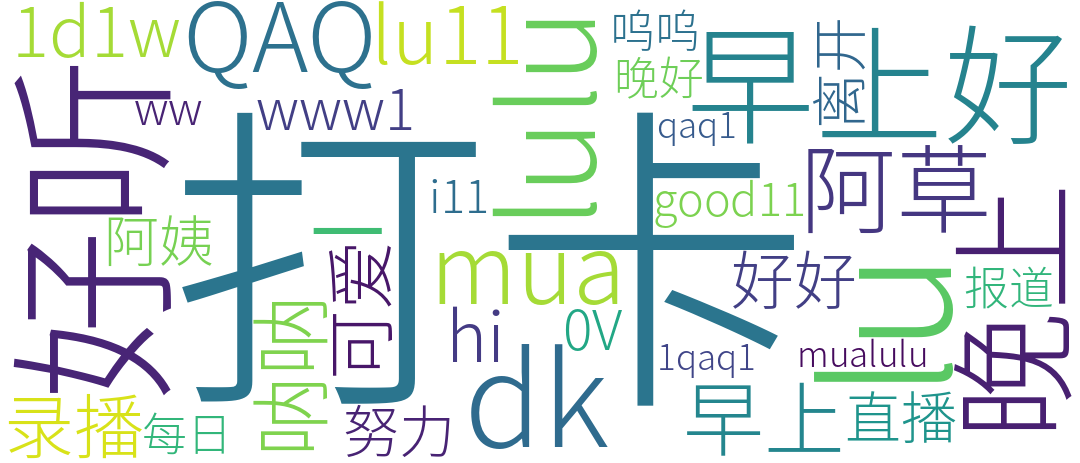 1d1w
QAQ
lu11
呜呜
晚好
早上好
离开
好听
ww
www1
lulu
qaq1
打卡
i11
good11
阿草
晚上
阿姨
一
可爱
mua
lu
好好
报道
呐呐
hi
0V
dk
1qaq1
mualulu
录播
每日
努力
早上
直播